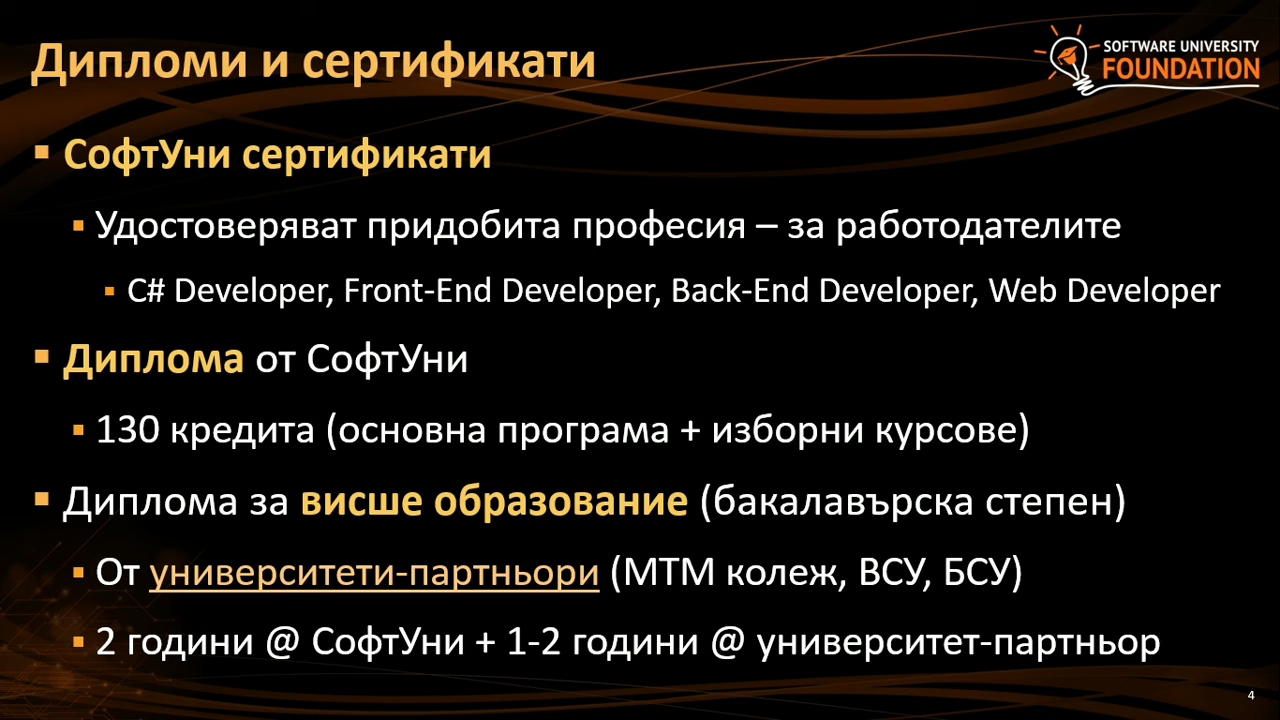 Дипломи и сертификати
SOFTWARE UNIVERSITY
FOUNDATION
СофтУни сертификати
Удостоверяват придобита професия – за работодателите
C# Developer, Front-End Developer, Back-End Developer, Web Developer
Диплома от СофтУни
130 кредита (основна програма + изборни курсове)
Диплома за висше образование (бакалавърска степен)
От университети-партньори (МТМ колеж, ВСУ, БСУ)
2 години @ СофтУни + 1-2 години @ университет-партньор
4